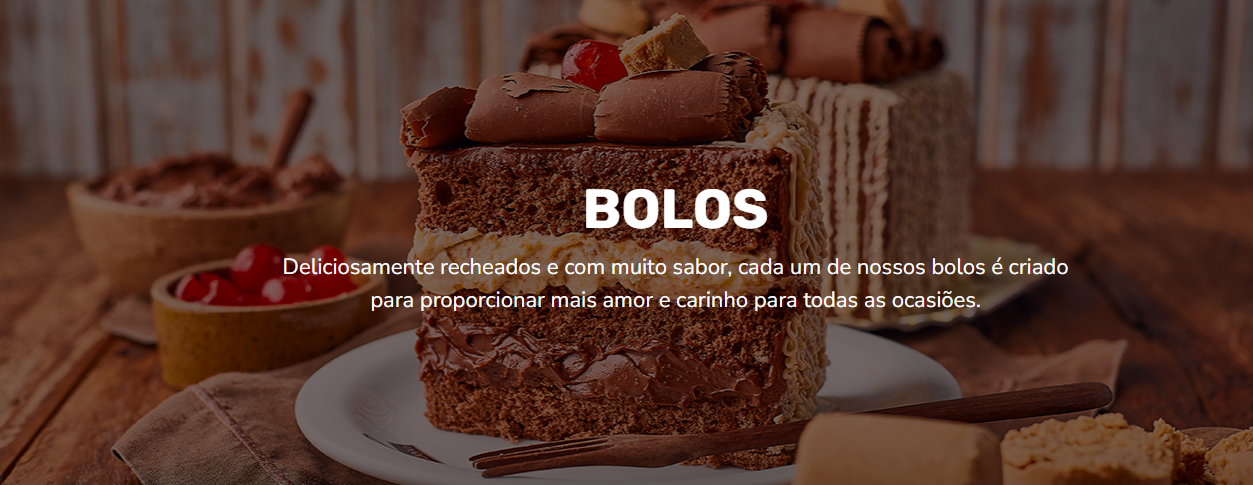 BOLOS
Deliciosamente recheados e com muito sabor, cada um de nossos bolos é criado
para proporcionar mais amor e carinho para todas as ocasiões.